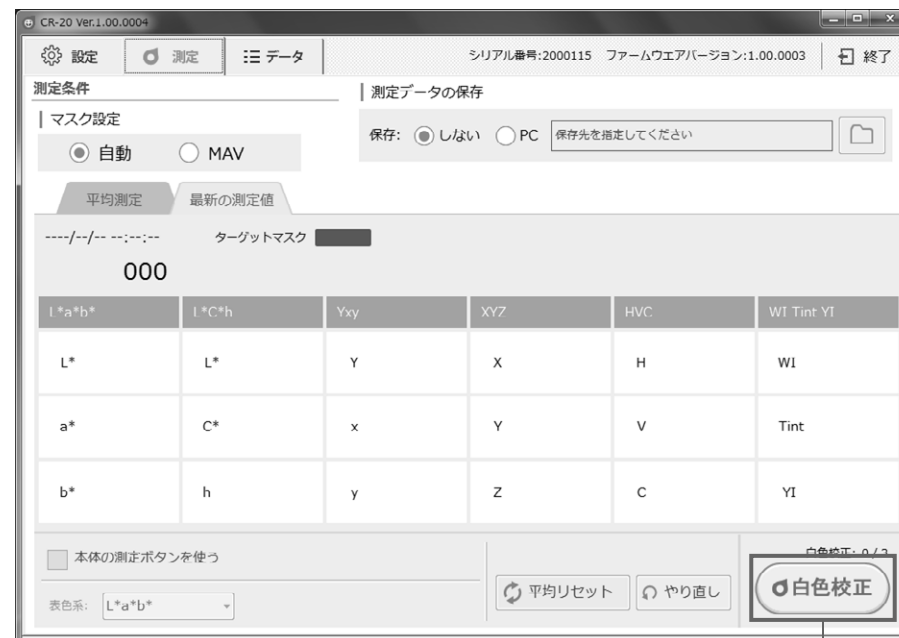 CR-20 Ver.1.00.0004
設定 測定 データ シリアル番号:2000115 ファームウエアバージョン:1.00.0003 終了
測定条件
測定データの保存
マスク設定
保存: しない PC 保存先を指定してください
自動 MAV
平均測定 最新の測定値
----/--/-- --:--:-- ターゲットマスク
000
L*a*b* L*C*h Yxy XYZ HVC WI Tint YI
L* L* Y X H WI
a* C* x Y V Tint
b* h y Z C YI
本体の測定ボタンを使う
白色校正: 0/3
平均リセット やり直し 白色校正
表色系: L*a*b*